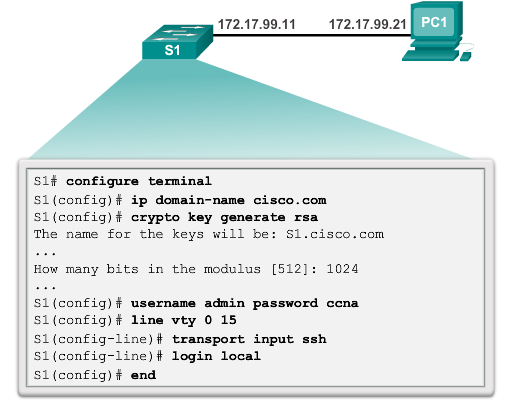 172.17.99.11
172.17.99.21
PC1
S1
S1# configure terminal
S1(config)# ip domain-name cisco.com
S1(config)# crypto key generate rsa
The name for the keys will be: S1.cisco.com
...
How many bits in the modulus [512]: 1024
...
S1(config)# username admin password ccna
S1(config)# line vty 0 15
S1(config-line)# transport input ssh
S1(config-line)# login local
S1(config)# end